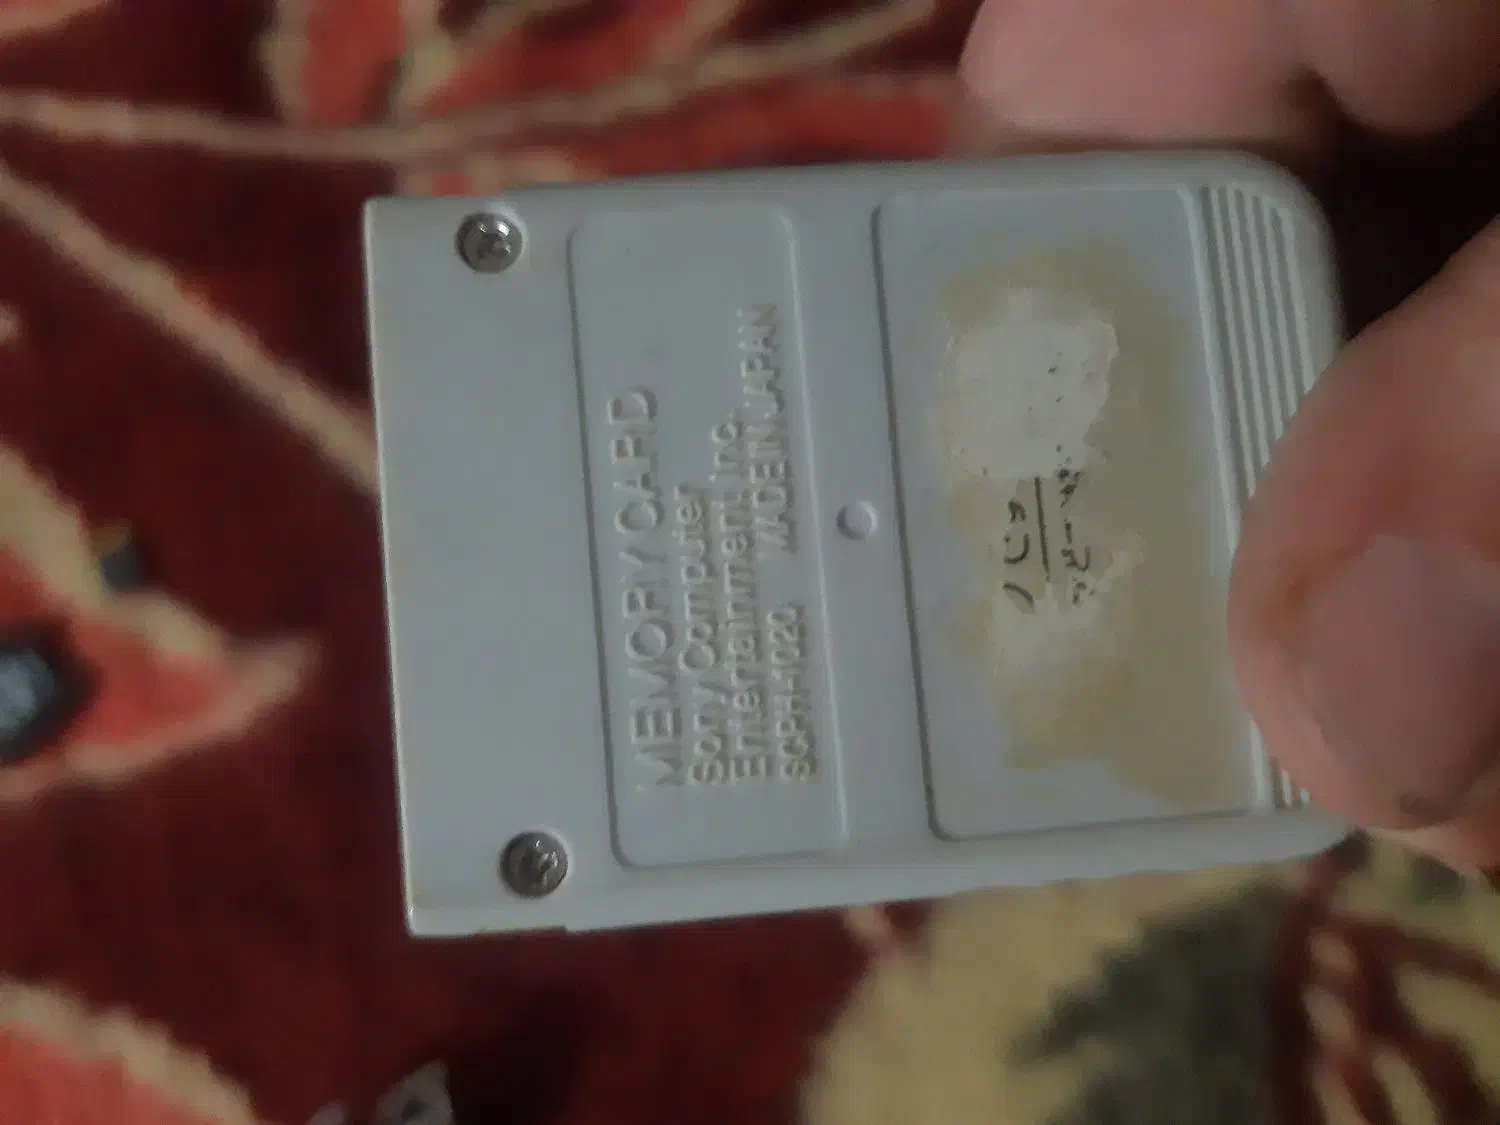 MEMORY CARD
Sony Computer
Entertainment Inc.
SCPH-1020 MADE IN JAPAN